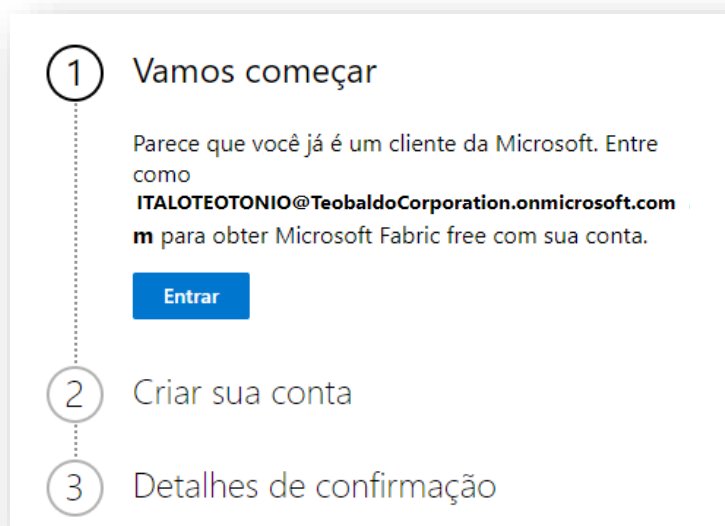 1 Vamos começar
Parece que você já é um cliente da Microsoft. Entre
como
ITALOTEOTONIO@TeobaldoCorporation.onmicrosoft.com
m para obter Microsoft Fabric free com sua conta.
Entrar
2 Criar sua conta
3 Detalhes de confirmação